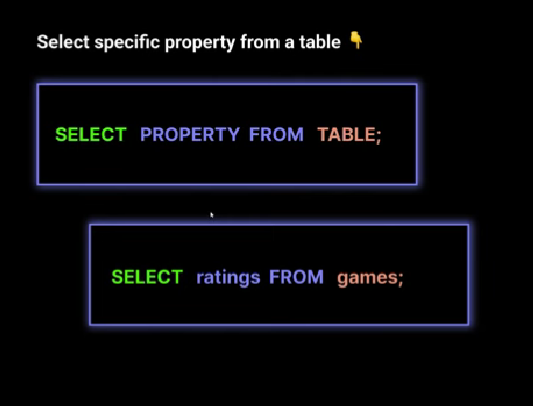 Select specific property from a table 👇
SELECT PROPERTY FROM TABLE;
SELECT ratings FROM games;